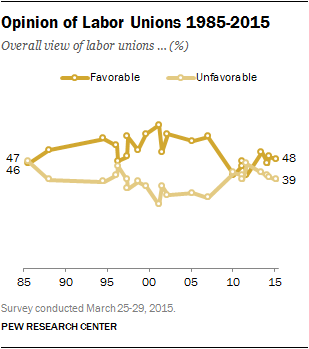 Opinion of Labor Unions 1985-2015
Overall view of labor unions ... (%)
Favorable Unfavorable
47
46
48
39
85 90 95 00 05 10 15
Survey conducted March 25-29, 2015.
PEW RESEARCH CENTER